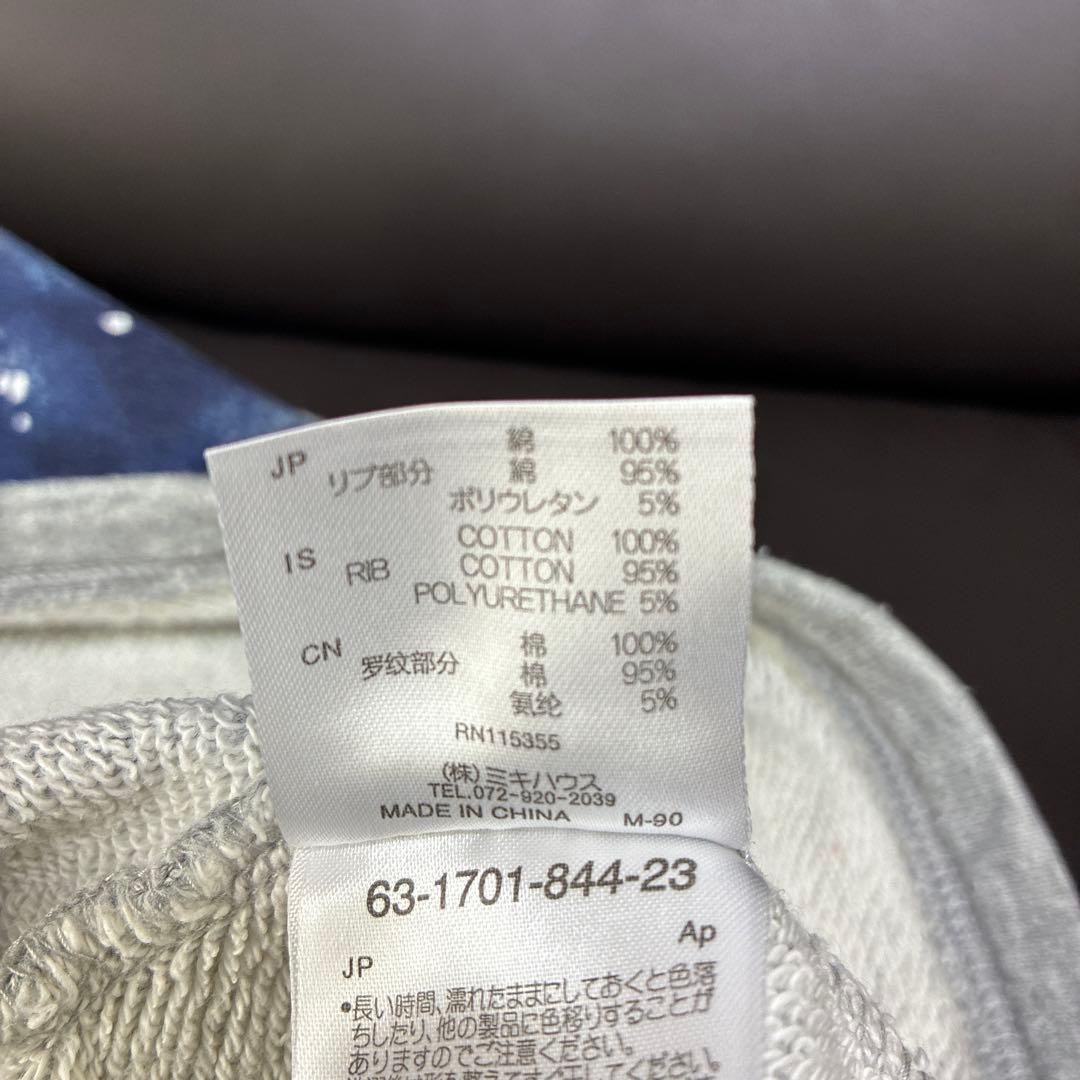 JP 綿 100%
リブ部分 綿 95%
ポリウレタン 5%
IS COTTON 100%
RIB COTTON 95%
POLYURETHANE 5%
CN 棉 100%
罗纹部分 棉 95%
氨纶 5%
RN115355
(株)ミキハウス
TEL.072-920-2039
MADE IN CHINA M-90
63-1701-844-23
Ap
JP
•長い時間、濡れたままにしておくと色落
ちしたり、他の製品に色移りすることが
ありますのでご注意ください。